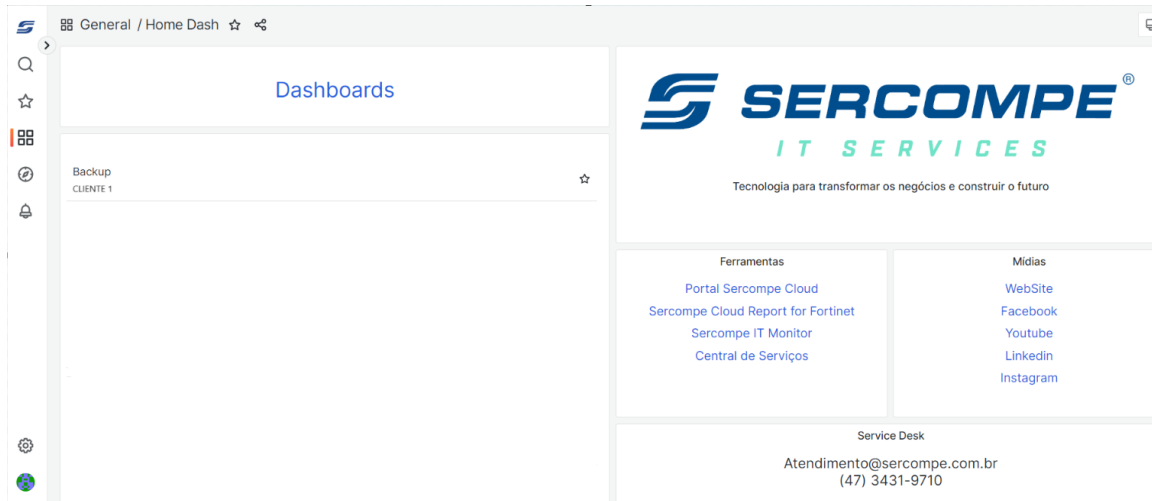 General / Home Dash
Dashboards
Backup
CLIENTE 1
SERCOMPE®
IT SERVICES
Tecnologia para transformar os negócios e construir o futuro
Ferramentas
Portal Sercompe Cloud
Sercompe Cloud Report for Fortinet
Sercompe IT Monitor
Central de Serviços
Mídias
WebSite
Facebook
Youtube
Linkedin
Instagram
Service Desk
Atendimento@sercompe.com.br
(47) 3431-9710